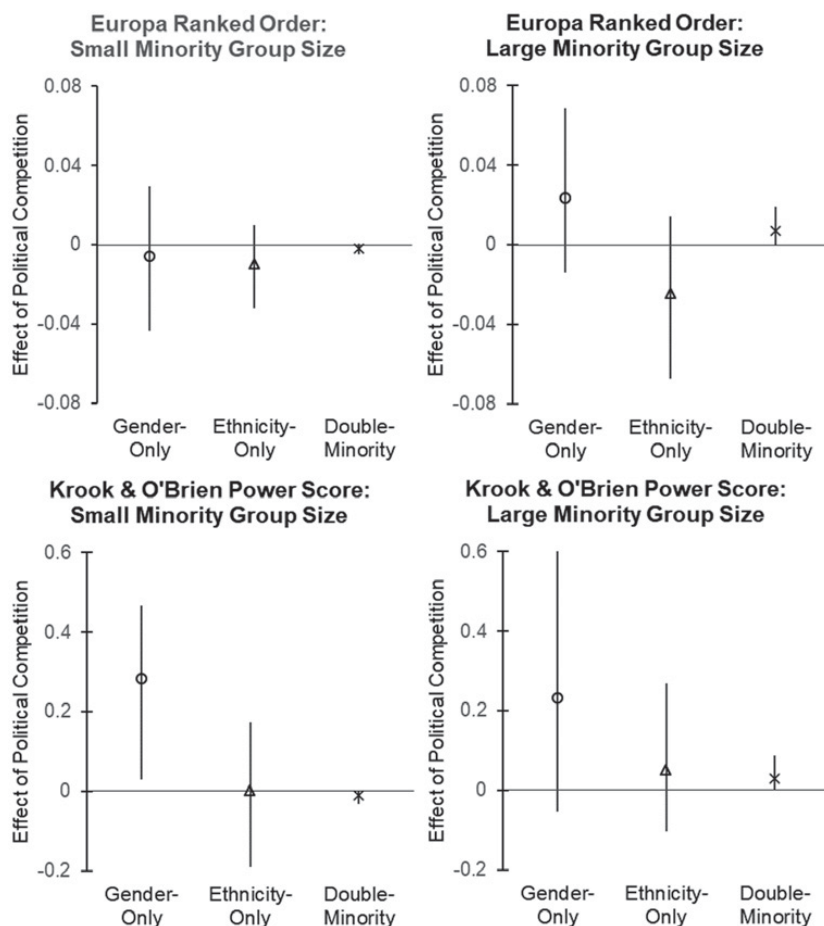 Europa Ranked Order:
Small Minority Group Size
Effect of Political Competition
0.08
0.04
0
-0.04
-0.08
Gender-
Only
Ethnicity-
Only
Double-
Minority
Europa Ranked Order:
Large Minority Group Size
Effect of Political Competition
0.08
0.04
0
-0.04
-0.08
Gender-
Only
Ethnicity-
Only
Double-
Minority
Krook & O'Brien Power Score:
Small Minority Group Size
Effect of Political Competition
0.6
0.4
0.2
0
-0.2
Gender-
Only
Ethnicity-
Only
Double-
Minority
Krook & O'Brien Power Score:
Large Minority Group Size
Effect of Political Competition
0.6
0.4
0.2
0
-0.2
Gender-
Only
Ethnicity-
Only
Double-
Minority